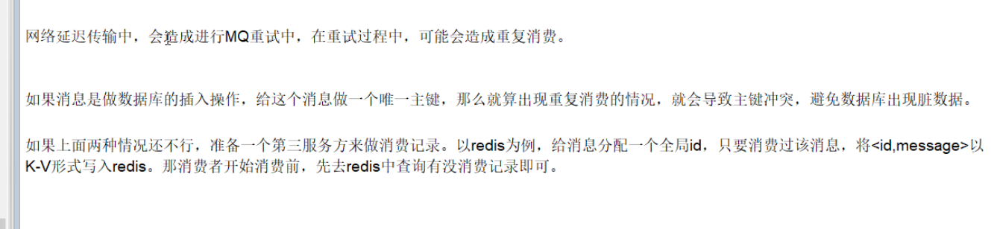 网络延迟传输中，会造成进行MQ重试中，在重试过程中，可能会造成重复消费。
如果消息是做数据库的插入操作，给这个消息做一个唯一主键，那么就算出现重复消费的情况，就会导致主键冲突，避免数据库出现脏数据。
如果上面两种情况还不行，准备一个第三服务方来做消费记录。以redis为例，给消息分配一个全局id，只要消费过该消息，将<id,message>以
K-V形式写入redis。那消费者开始消费前，先去redis中查询有没消费记录即可。